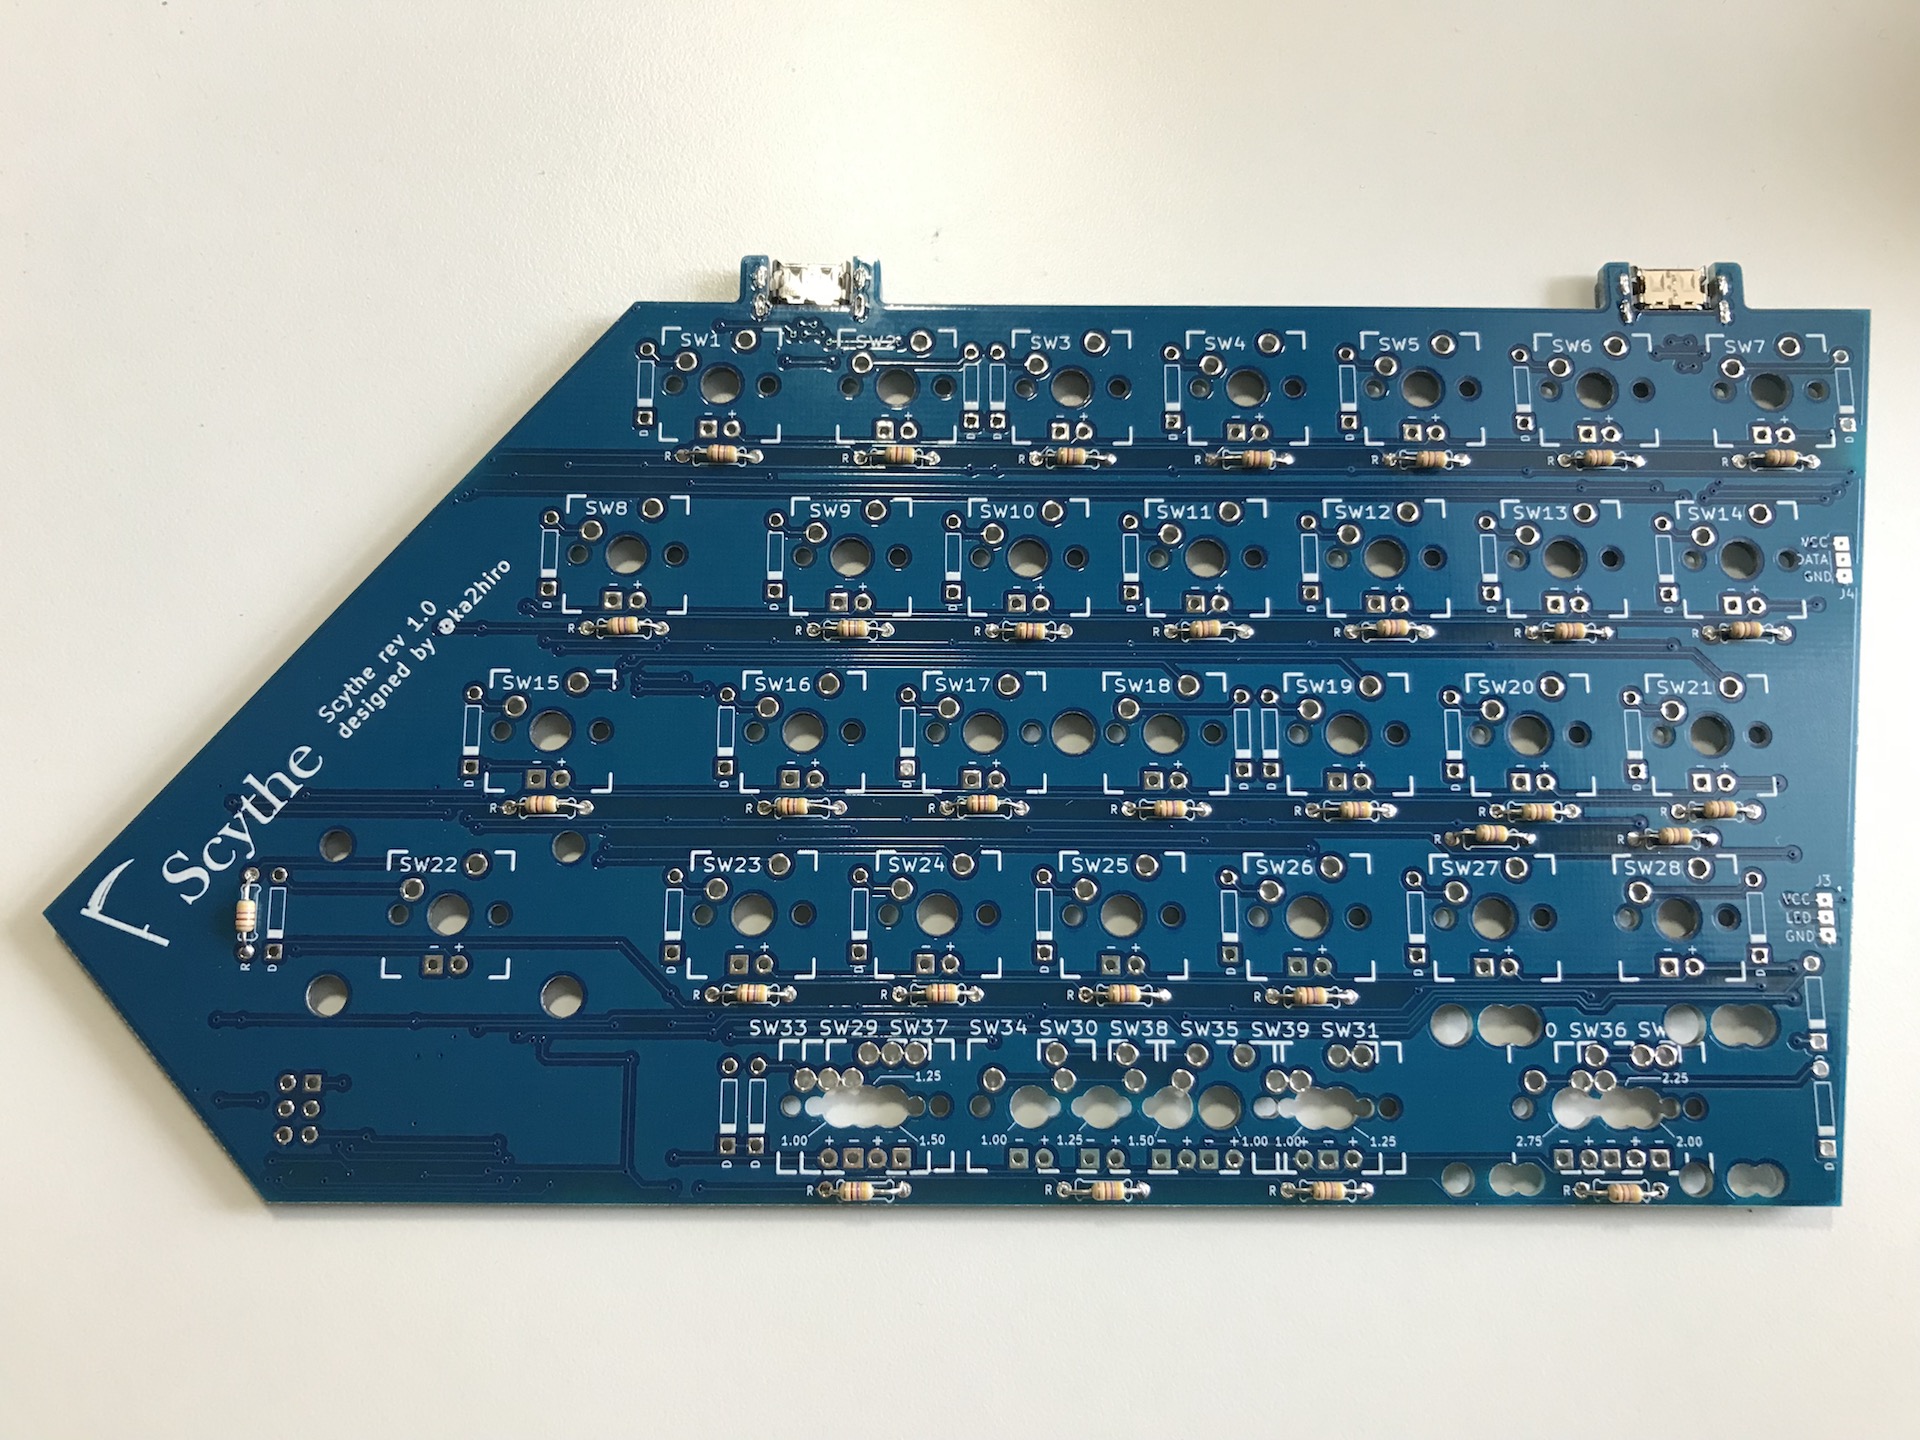 SW1 SW2 SW3 SW4 SW5 SW6 SW7
- + - + - + - + - + - + - +
D D D D D D D
R R R R R R R
SW8 SW9 SW10 SW11 SW12 SW13 SW14
VCC
DATA
GND
J4
- + - + - + - + - + - + - +
D D D D D D D
R R R R R R R
Scythe rev 1.0
designed by @ka2hiro
Scythe
SW15 SW16 SW17 SW18 SW19 SW20 SW21
- + - + - + - + - + - + - +
D D D D D D D
R R R R R R R
R R
SW22 SW23 SW24 SW25 SW26 SW27 SW28
J3
VCC
LED
GND
- + - + - + - + - + - + - +
R D D D D D D D
R R R R
SW33 SW29 SW37 SW34 SW30 SW38 SW35 SW39 SW31 0 SW36 SW
1.25 2.25
1.00 + - + - 1.50 1.00 - + 1.25 - + 1.50 - + - + 1.00 1.00 + - + 1.25 2.75 - + - + - 2.00
D D D
R R R R